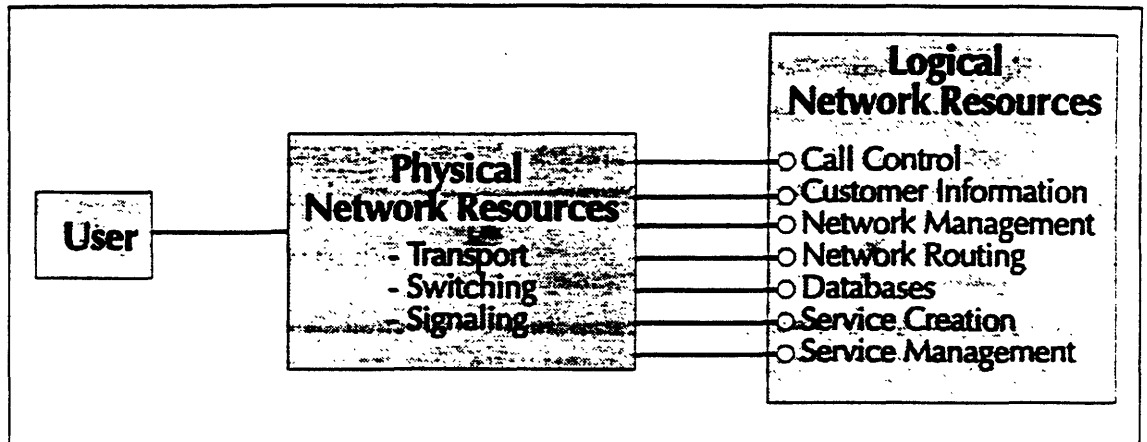 User
Physical
Network Resources
- Transport
- Switching
- Signaling
Logical
Network Resources
Call Control
Customer Information
Network Management
Network Routing
Databases
Service Creation
Service Management